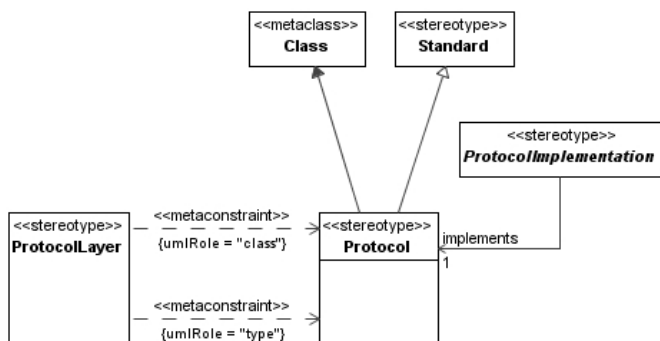 <<metaclass>>
Class
<<stereotype>>
Standard
<<stereotype>>
ProtocolImplementation
<<stereotype>>
ProtocolLayer
<<metaconstraint>>
{umlRole = "class"}
<<stereotype>>
Protocol
implements
1
<<metaconstraint>>
{umlRole = "type"}